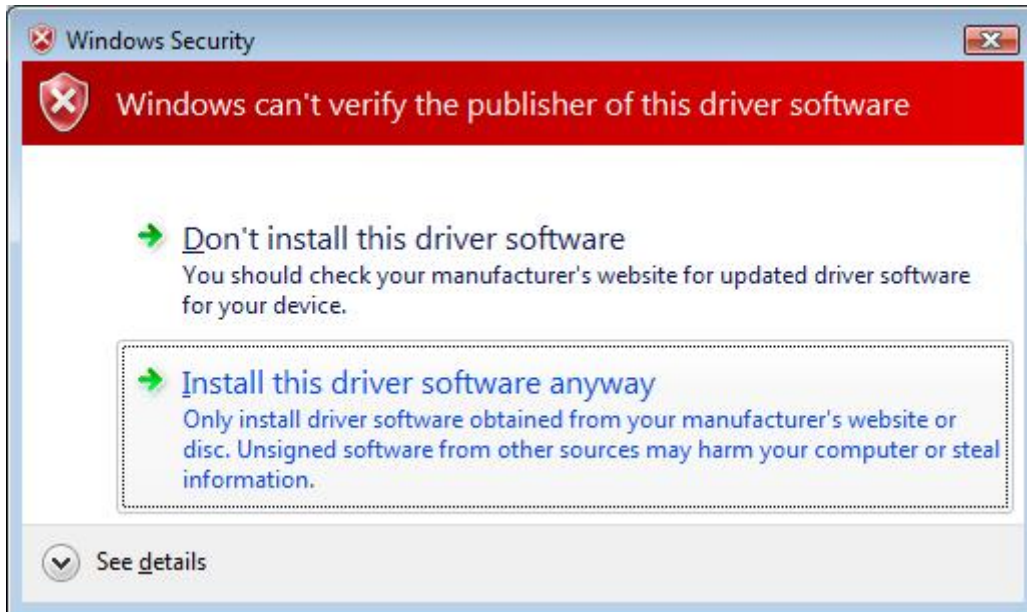 Windows Security
Windows can't verify the publisher of this driver software
Don't install this driver software
You should check your manufacturer's website for updated driver software
for your device.
Install this driver software anyway
Only install driver software obtained from your manufacturer's website or
disc. Unsigned software from other sources may harm your computer or steal
information.
See details